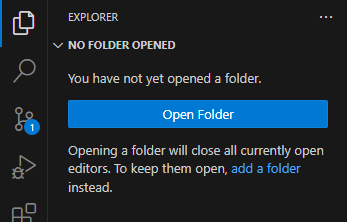 EXPLORER
NO FOLDER OPENED
You have not yet opened a folder.
Open Folder
Opening a folder will close all currently open
editors. To keep them open, add a folder
instead.
1